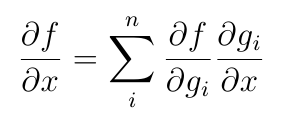 ∂f/∂x = ∑_i^n ∂f/∂g_i ∂g_i/∂x